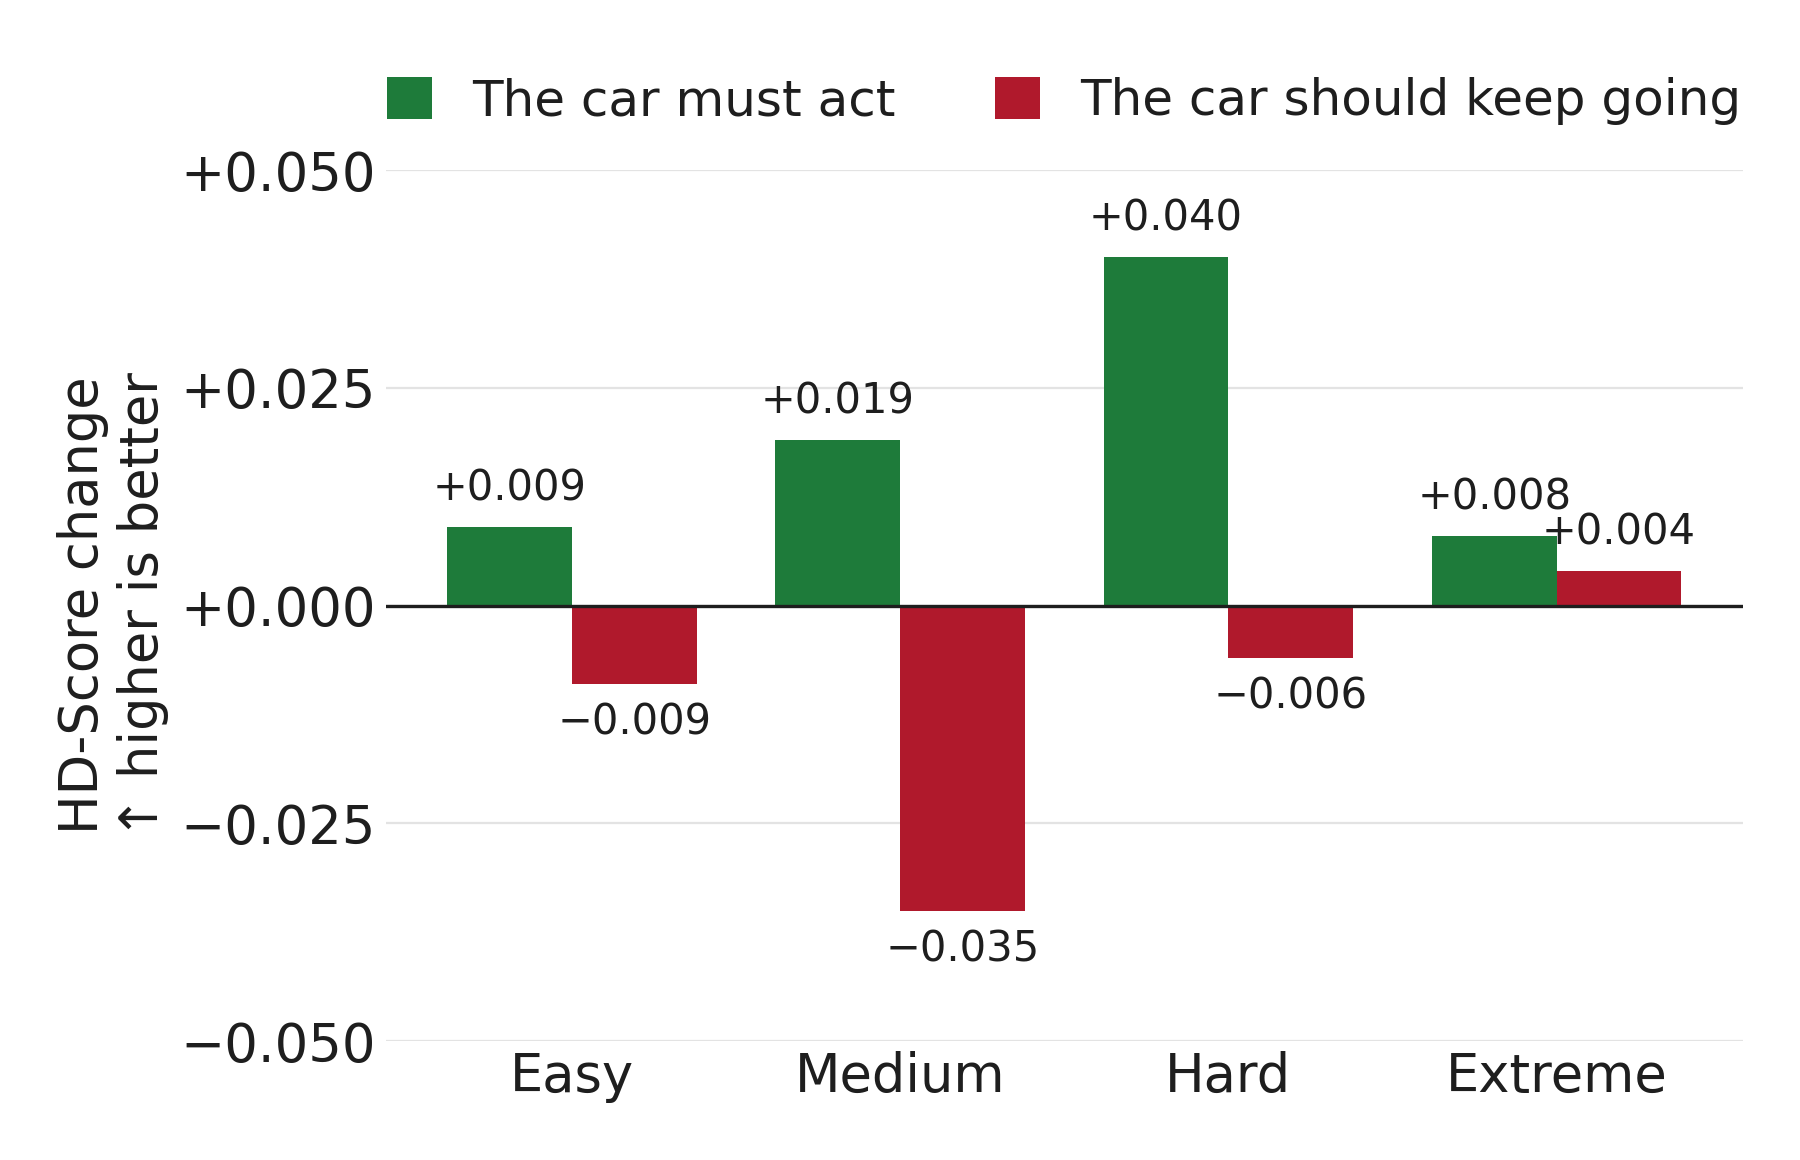 The car must act
The car should keep going
HD-Score change
↑ higher is better
+0.050
+0.025
+0.000
−0.025
−0.050
+0.009
−0.009
+0.019
−0.035
+0.040
−0.006
+0.008
+0.004
Easy
Medium
Hard
Extreme